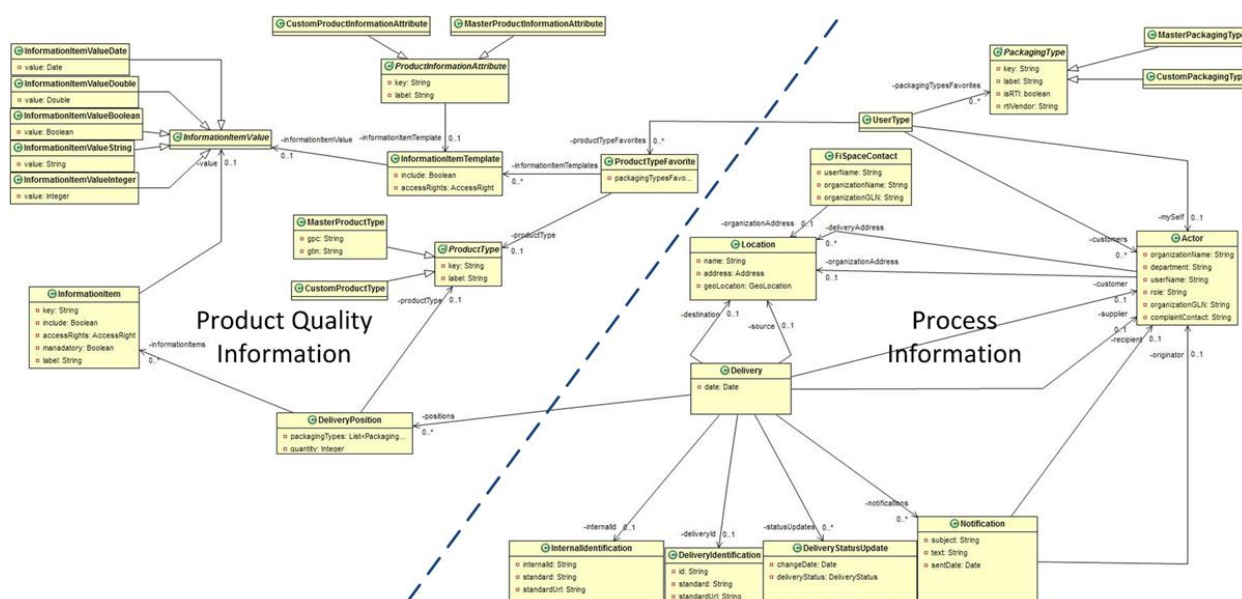 CustomProductInformationAttribute
MasterProductInformationAttribute
InformationItemValueDate
value: Date
InformationItemValueDouble
value: Double
InformationItemValueBoolean
value: Boolean
InformationItemValueString
value: String
InformationItemValueInteger
value: Integer
InformationItemValue
-value
0..1
ProductInformationAttribute
key: String
label: String
-informationItemValue
0..1
-informationItemTemplate
0..1
InformationItemTemplate
include: Boolean
accessRights: AccessRight
-informationItemTemplates
0..*
-productTypeFavorites
0..*
ProductTypeFavorite
packagingTypesFavo...
MasterProductType
gpc: String
gtin: String
CustomProductType
ProductType
key: String
label: String
-productType
0..1
-productType
0..1
InformationItem
key: String
include: Boolean
accessRights: AccessRight
manadatory: Boolean
label: String
Product Quality
Information
-informationItems
0..*
DeliveryPosition
packagingTypes: List<Packaging...
quantity: Integer
-positions
0..*
PackagingType
key: String
label: String
isRTI: boolean
rtiVendor: String
MasterPackagingType
CustomPackagingType
-packagingTypesFavorites
0..*
UserType
FiSpaceContact
userName: String
organizationName: String
organizationGLN: String
-organizationAddress
0..1
-deliveryAddress
0..*
-organizationAddress
0..1
Location
name: String
address: Address
geoLocation: GeoLocation
-destination
0..1
-source
0..1
-mySelf
0..1
-customers
0..*
Actor
organizationName: String
department: String
userName: String
role: String
organizationGLN: String
complaintContact: String
-customer
0..1
-supplier
0..1
-recipient
0..1
-originator
0..1
Process
Information
Delivery
date: Date
-internalId
0..1
-deliveryId
0..1
-statusUpdates
0..*
-notifications
0..*
InternalIdentification
internalId: String
standard: String
standardUrl: String
DeliveryIdentification
id: String
standard: String
standardUrl: String
DeliveryStatusUpdate
changeDate: Date
deliveryStatus: DeliveryStatus
Notification
subject: String
text: String
sentDate: Date